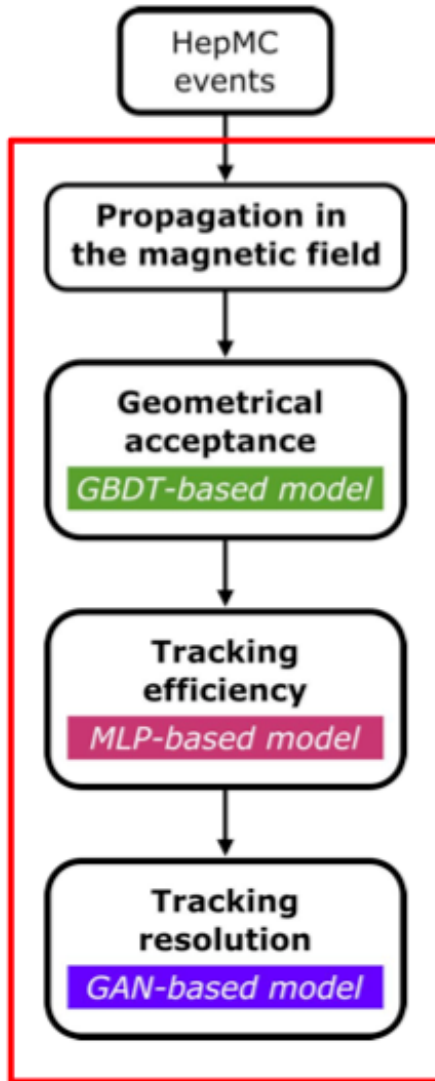 HepMC
events
Propagation in
the magnetic field
Geometrical
acceptance
GBDT-based model
Tracking
efficiency
MLP-based model
Tracking
resolution
GAN-based model